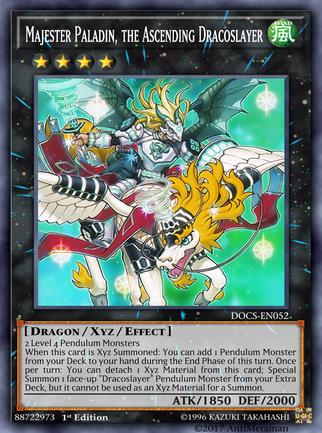 MAJESTER PALADIN, THE ASCENDING DRACOSLAYER
WIND
風
DOCS-EN052
[DRAGON / XYZ / EFFECT]
2 Level 4 Pendulum Monsters
When this card is Xyz Summoned: You can add 1 Pendulum Monster
from your Deck to your hand during the End Phase of this turn. Once
per turn: You can detach 1 Xyz Material from this card; Special
Summon 1 face-up "Dracoslayer" Pendulum Monster from your Extra
Deck, but it cannot be used as an Xyz Material for a Summon.
ATK/1850 DEF/2000
88722973 1st Edition ©1996 KAZUKI TAKAHASHI
©2017 AntiMetaman